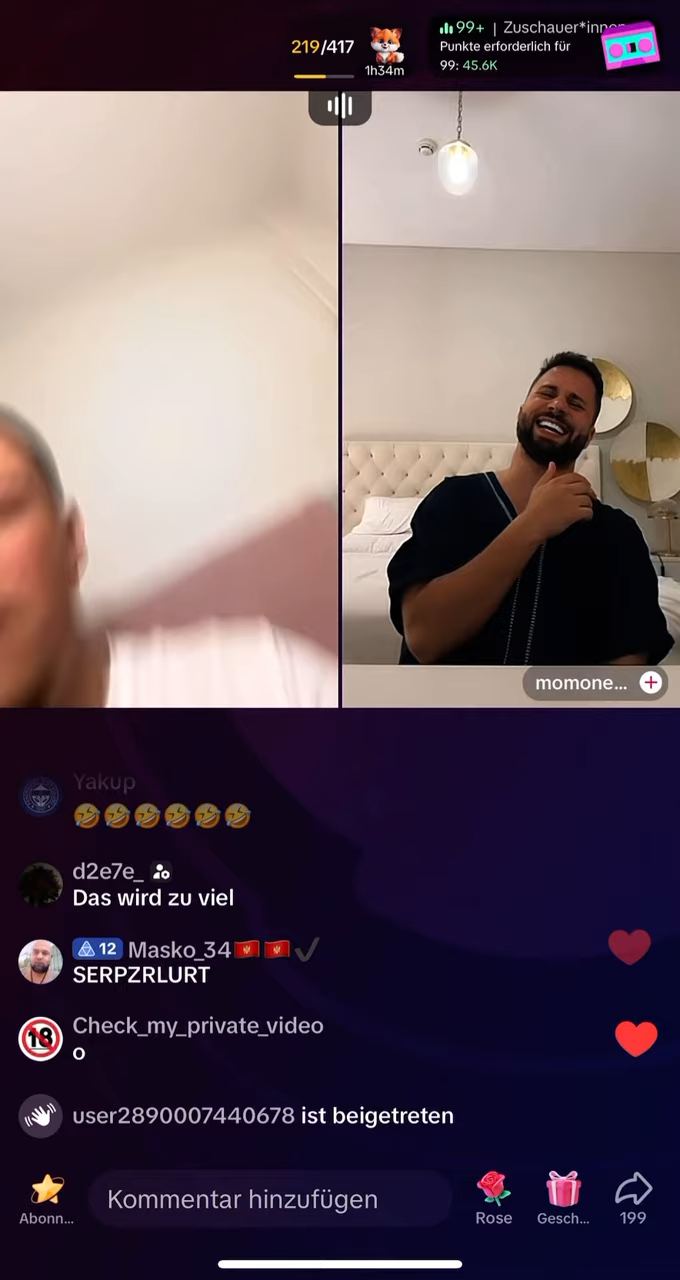 219/417
1h34m
99+ | Zuschauer*innen
Punkte erforderlich für
99: 45.6K
momone...
Yakup
🤣🤣🤣🤣🤣🤣
d2e7e_
Das wird zu viel
12 Masko_34🇲🇪🇲🇪✔️
SERPZRLURT
18
Check_my_private_video
o
user2890007440678 ist beigetreten
Abonn...
Kommentar hinzufügen
Rose
Gesch...
199